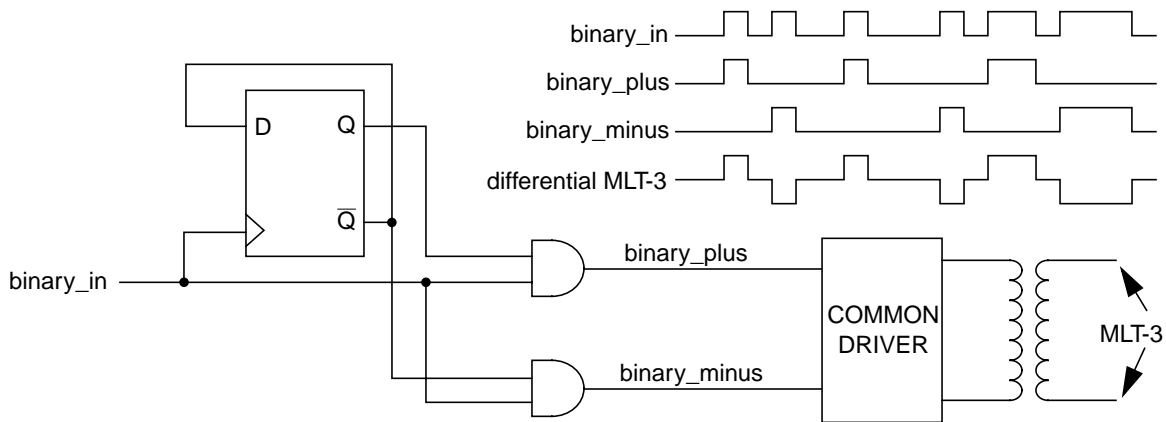 binary_in
binary_plus
binary_minus
differential MLT-3
D Q
Q̅
binary_in
binary_plus
binary_minus
COMMON
DRIVER
MLT-3